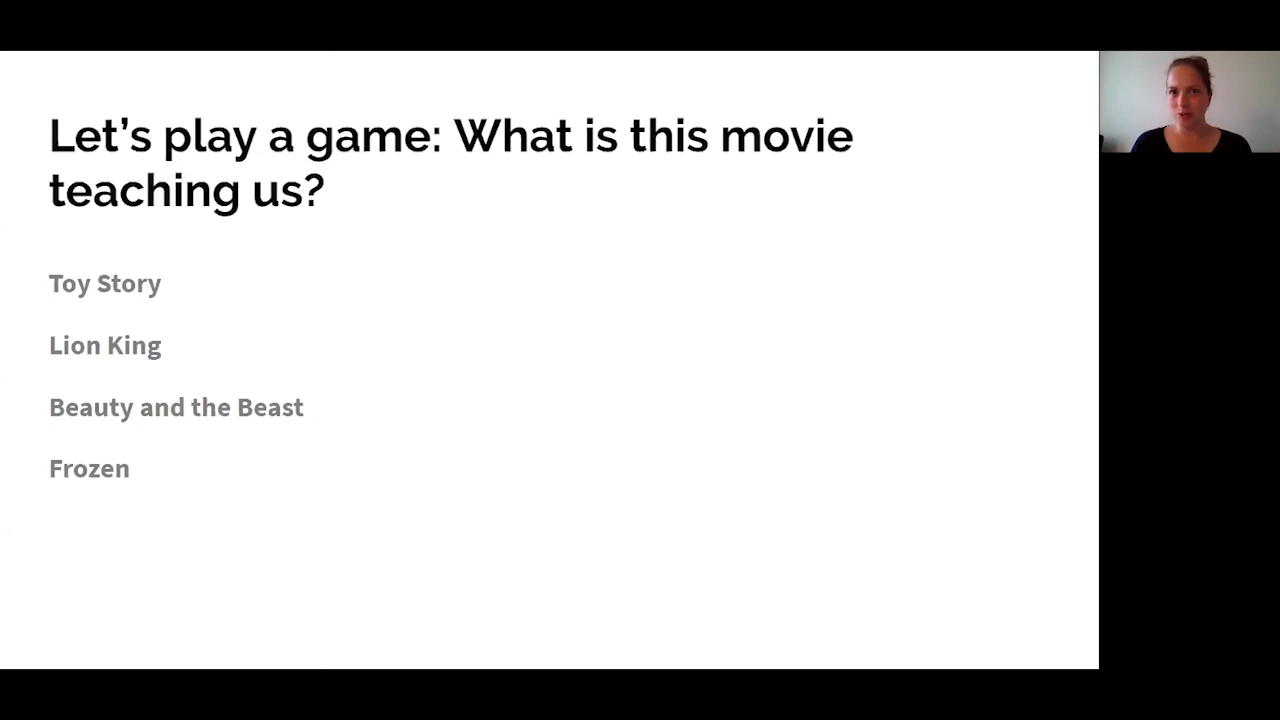 Let’s play a game: What is this movie
teaching us?
Toy Story
Lion King
Beauty and the Beast
Frozen